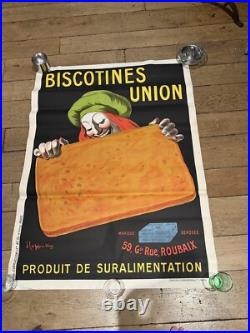 BISCOTINES
UNION
MARQUE DÉPOSÉE
59, Gde Rue, ROUBAIX
PRODUIT DE SURALIMENTATION